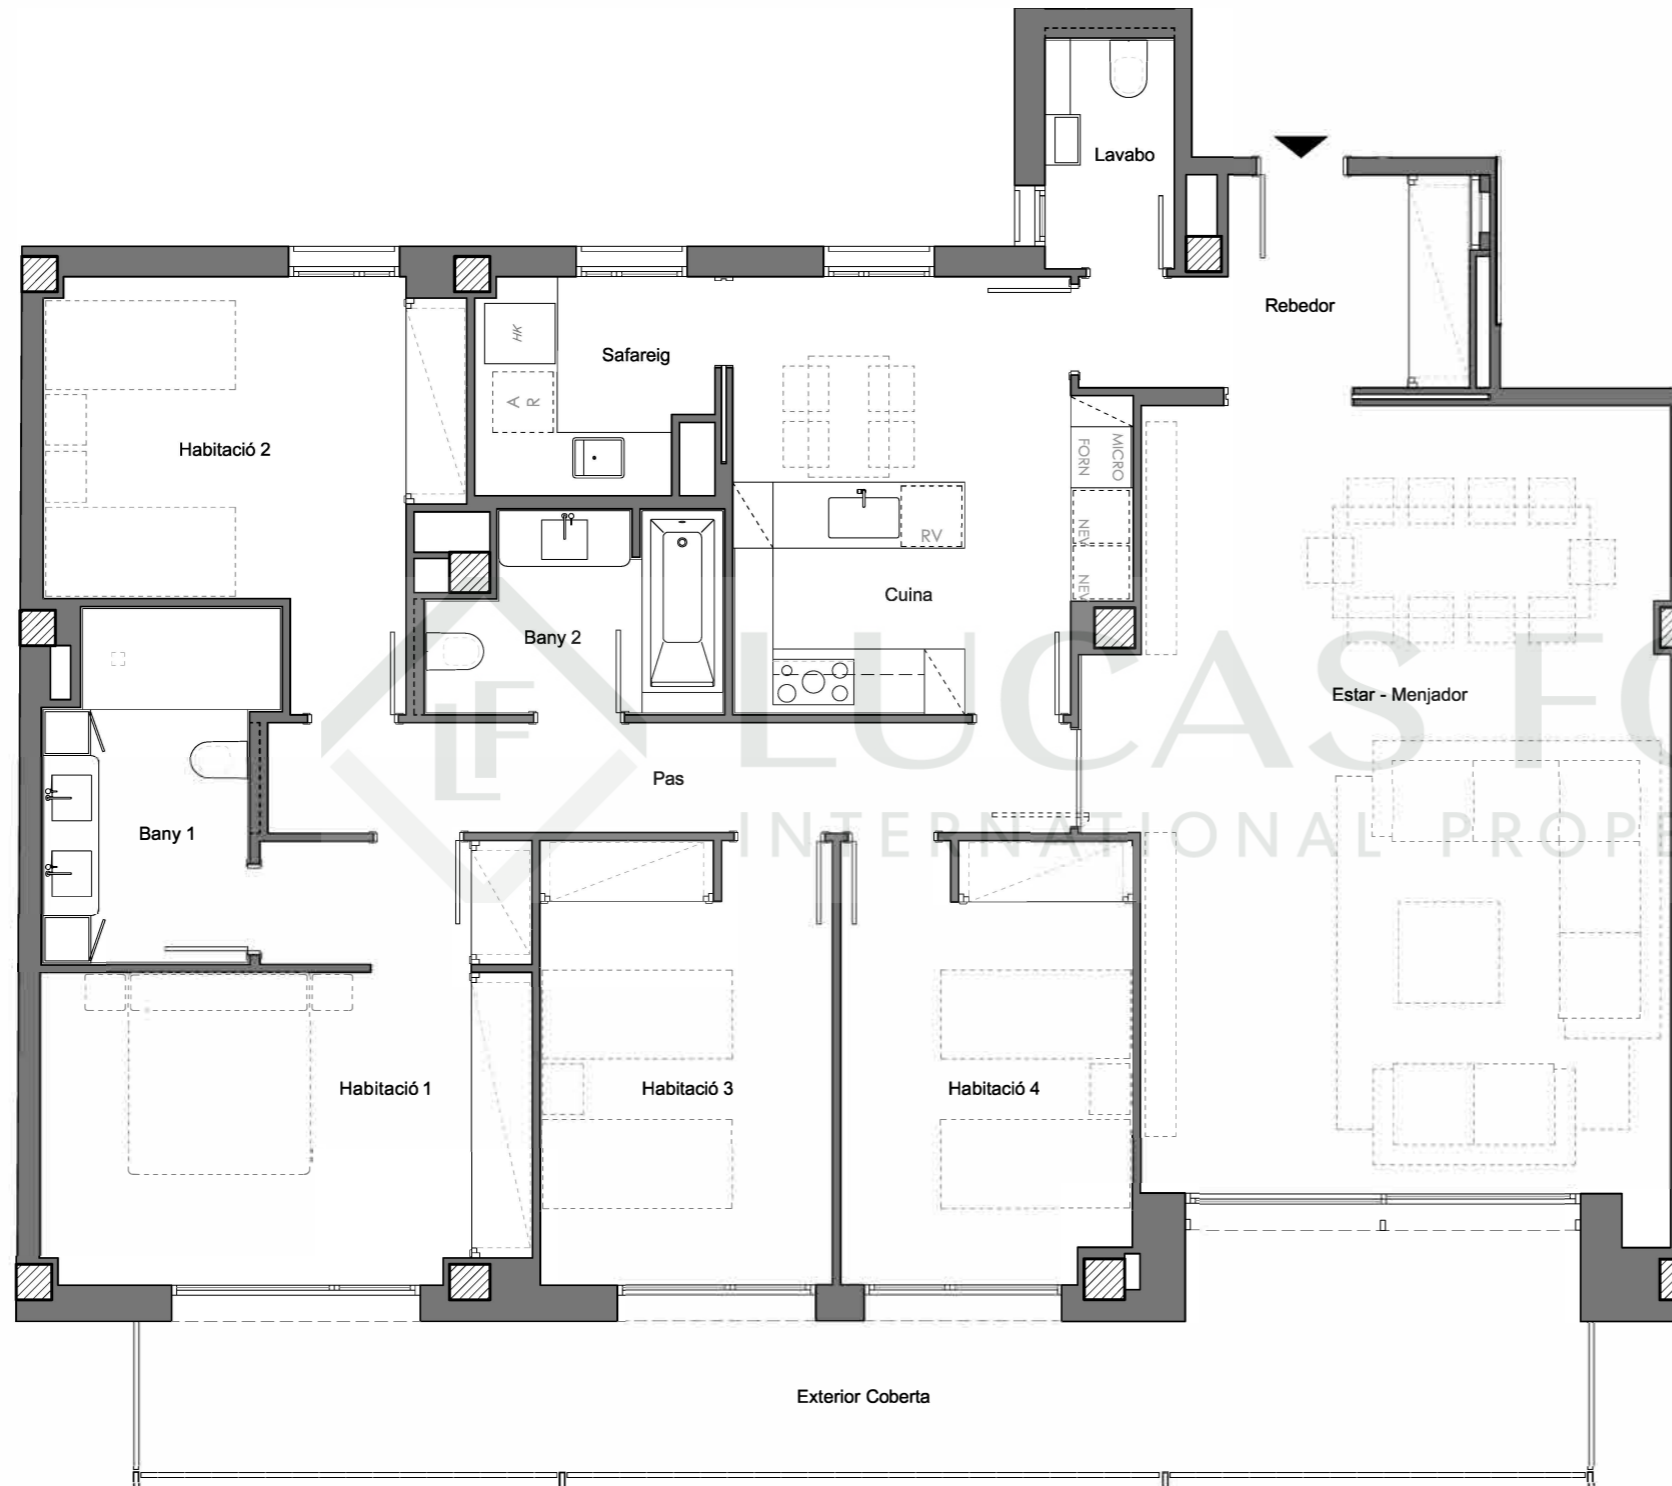 Lavabo
Rebedor
HK
Safareig
A
R
Habitació 2
MICRO
FORN
RV
NEV
NEV
Cuina
Bany 2
LUCAS FO
Estar - Menjador
LF
Pas
Bany 1
INTERNATIONAL PROPE
Habitació 1
Habitació 3
Habitació 4
Exterior Coberta